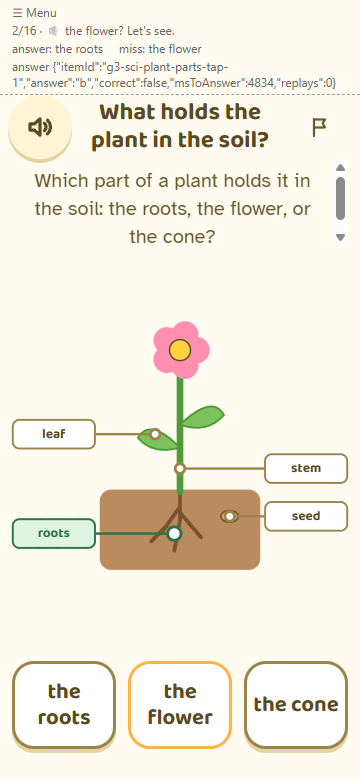 ☰ Menu
2/16 · 🔊 the flower? Let's see.
answer: the roots miss: the flower
answer {"itemId":"g3-sci-plant-parts-tap-
1","answer":"b","correct":false,"msToAnswer":4834,"replays":0}
What holds the
plant in the soil?
Which part of a plant holds it in
the soil: the roots, the flower, or
the cone?
leaf
stem
seed
roots
the
roots
the
flower
the cone